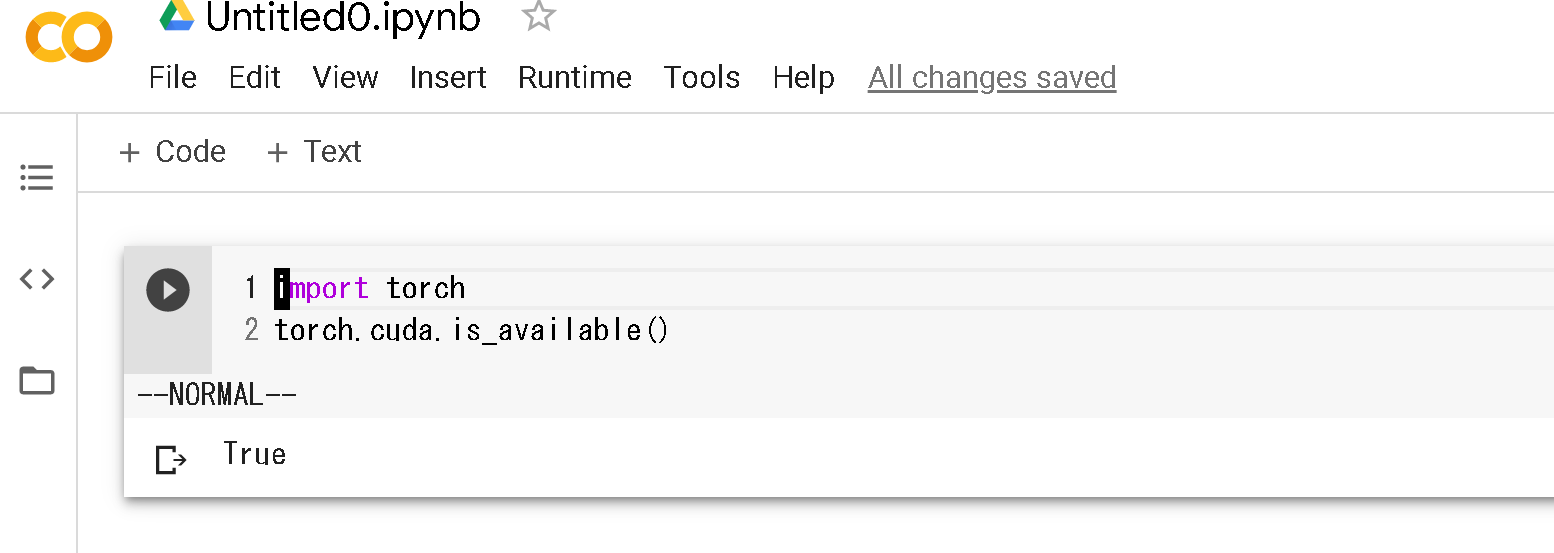 Untitled0.ipynb
File Edit View Insert Runtime Tools Help All changes saved
+ Code + Text
1 import torch
2 torch.cuda.is_available()
--NORMAL--
True